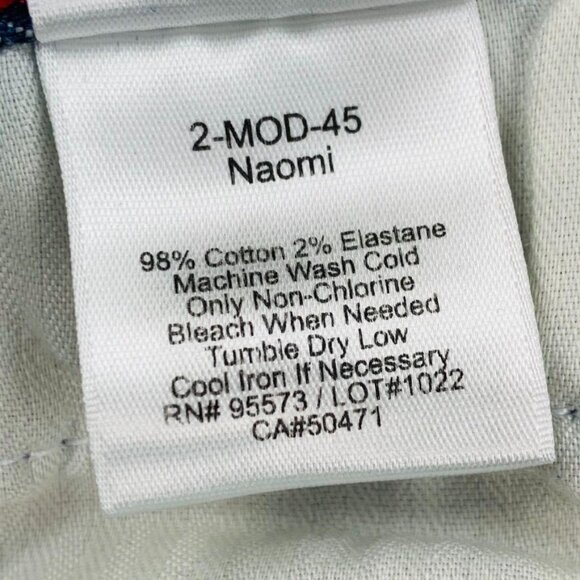 2-MOD-45
Naomi
98% Cotton 2% Elastane
Machine Wash Cold
Only Non-Chlorine
Bleach When Needed
Tumble Dry Low
Cool Iron If Necessary
RN# 95573 / LOT#1022
CA#50471